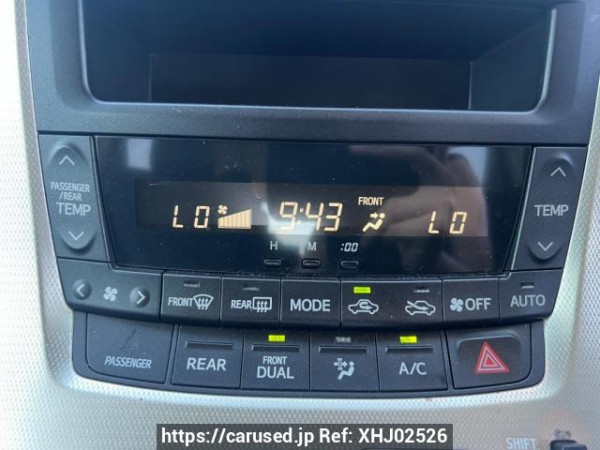 PASSENGER
/REAR
TEMP
LO 9:43 FRONT LO
TEMP
H M :00
FRONT REAR MODE OFF AUTO
PASSENGER REAR FRONT
DUAL A/C
SHIFT
https://carused.jp Ref: XHJ02526